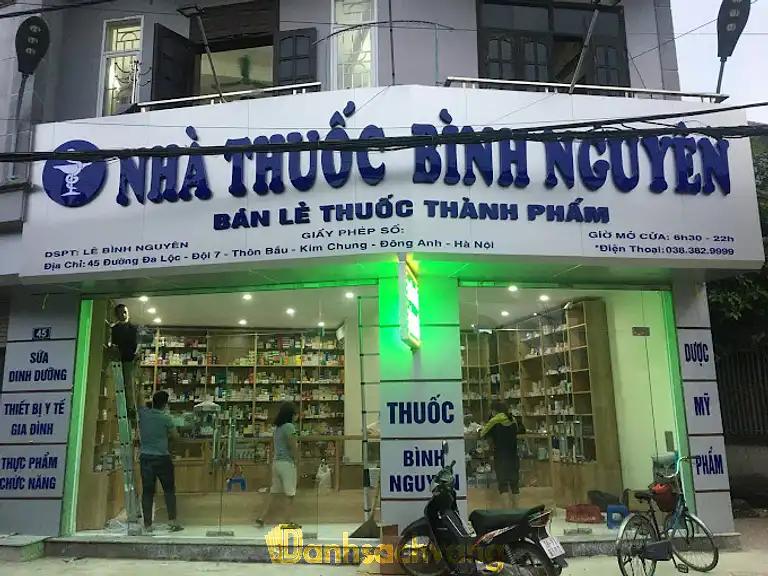 NHÀ THUỐC BÌNH NGUYÊN
BÁN LẺ THUỐC THÀNH PHẨM
GIẤY PHÉP SỐ:
DSPT: LÊ BÌNH NGUYÊN
GIỜ MỞ CỬA: 6h30 - 22h
Địa Chỉ: 45 Đường Đa Lộc - Đội 7 - Thôn Bầu - Kim Chung - Đông Anh - Hà Nội
*Điện Thoại: 036.362.9999
45
SỮA
DINH DƯỠNG
THIẾT BỊ Y TẾ
GIA ĐÌNH
THỰC PHẨM
CHỨC NĂNG
THUỐC
BÌNH
NGUYÊN
DƯỢC
MỸ
PHẨM
Danhsachvang